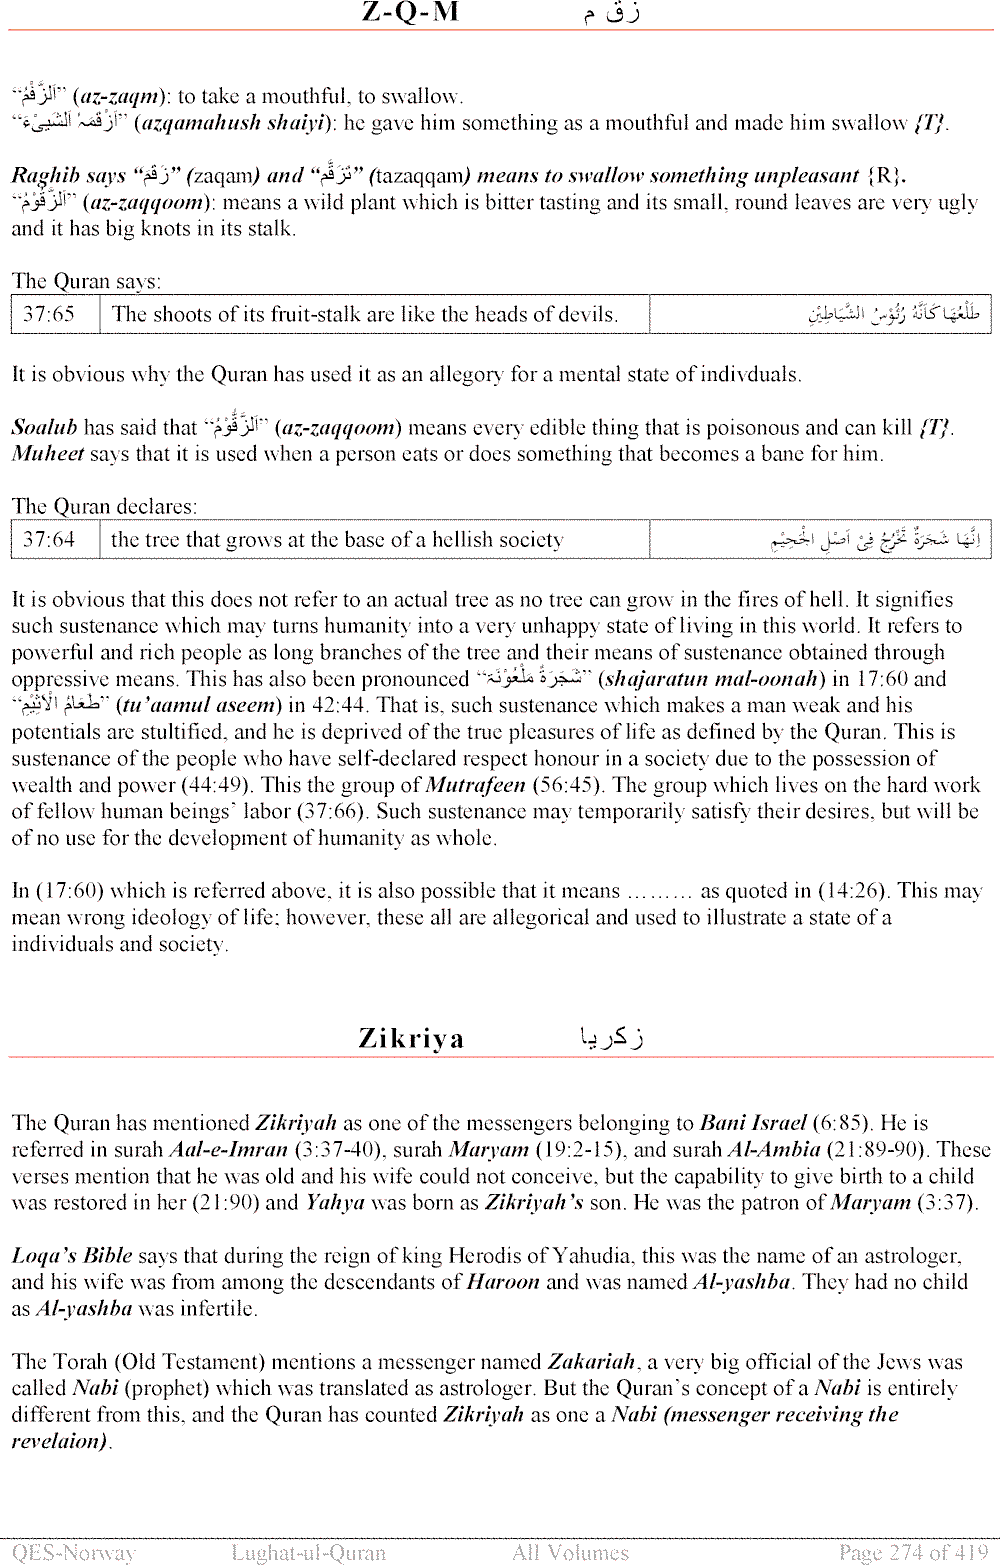 Z-Q-M ز ق م
“اَلزَّقْمُ” (az-zaqm): to take a mouthful, to swallow.
“اَزْقَمَہُ الشَّیِیْءَ” (azqamahush shaiyi): he gave him something as a mouthful and made him swallow {T}.
Raghib says “زَقَمَ” (zaqam) and “تَزَقَّم” (tazaqqam) means to swallow something unpleasant {R}.
“اَلزَّقُّوْمُ” (az-zaqqoom): means a wild plant which is bitter tasting and its small, round leaves are very ugly
and it has big knots in its stalk.
The Quran says:
37:65 The shoots of its fruit-stalk are like the heads of devils. طَلْعُهَا كَاَنَّهٗ رُئُوْسُ الشَّيَاطِيْنِ
It is obvious why the Quran has used it as an allegory for a mental state of indivduals.
Soalub has said that “اَلزَّقُّوْمُ” (az-zaqqoom) means every edible thing that is poisonous and can kill {T}.
Muheet says that it is used when a person eats or does something that becomes a bane for him.
The Quran declares:
37:64 the tree that grows at the base of a hellish society اِنَّهَا شَجَرَةٌ تَخْرُجُ فِىْ اَصْلِ الْجَحِيْمِ
It is obvious that this does not refer to an actual tree as no tree can grow in the fires of hell. It signifies
such sustenance which may turns humanity into a very unhappy state of living in this world. It refers to
powerful and rich people as long branches of the tree and their means of sustenance obtained through
oppressive means. This has also been pronounced “شَجَرَۃً مَلْعُوْنَۃَ” (shajaratun mal-oonah) in 17:60 and
“طَعَامُ الْاَثِیْمِ” (tu’aamul aseem) in 42:44. That is, such sustenance which makes a man weak and his
potentials are stultified, and he is deprived of the true pleasures of life as defined by the Quran. This is
sustenance of the people who have self-declared respect honour in a society due to the possession of
wealth and power (44:49). This the group of Mutrafeen (56:45). The group which lives on the hard work
of fellow human beings’ labor (37:66). Such sustenance may temporarily satisfy their desires, but will be
of no use for the development of humanity as whole.
In (17:60) which is referred above, it is also possible that it means ……… as quoted in (14:26). This may
mean wrong ideology of life; however, these all are allegorical and used to illustrate a state of a
individuals and society.
Zikriya زکریا
The Quran has mentioned Zikriyah as one of the messengers belonging to Bani Israel (6:85). He is
referred in surah Aal-e-Imran (3:37-40), surah Maryam (19:2-15), and surah Al-Ambia (21:89-90). These
verses mention that he was old and his wife could not conceive, but the capability to give birth to a child
was restored in her (21:90) and Yahya was born as Zikriyah’s son. He was the patron of Maryam (3:37).
Loqa’s Bible says that during the reign of king Herodis of Yahudia, this was the name of an astrologer,
and his wife was from among the descendants of Haroon and was named Al-yashba. They had no child
as Al-yashba was infertile.
The Torah (Old Testament) mentions a messenger named Zakariah, a very big official of the Jews was
called Nabi (prophet) which was translated as astrologer. But the Quran’s concept of a Nabi is entirely
different from this, and the Quran has counted Zikriyah as one a Nabi (messenger receiving the
revelaion).
QES-Norway Lughat-ul-Quran All Volumes Page 274 of 419